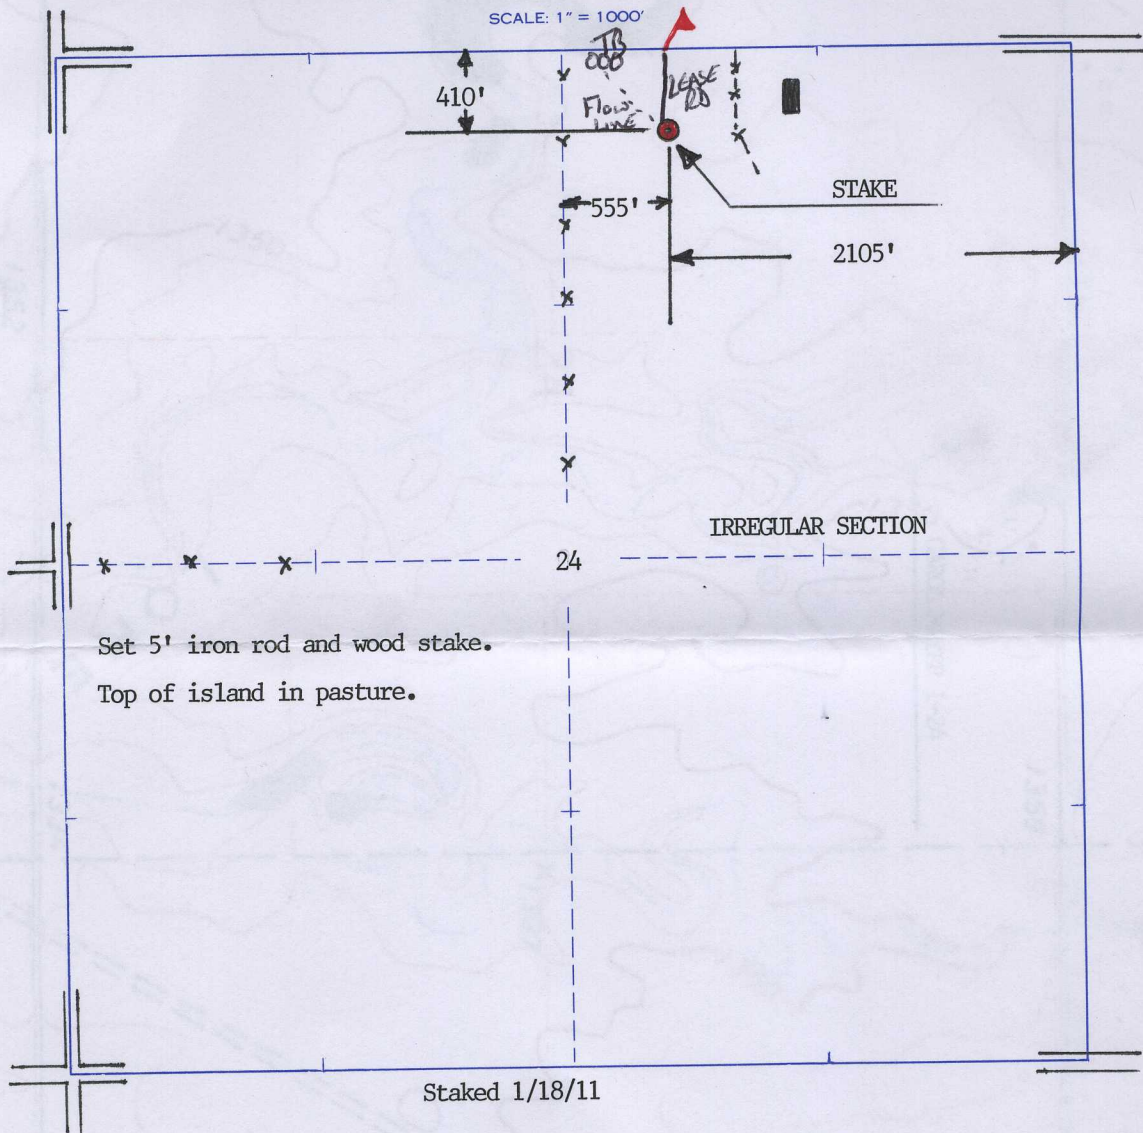 SCALE: 1" = 1000'
TB
000
410'
LEASE
RD
Flow-
LINE
STAKE
555'
2105'
IRREGULAR SECTION
24
Set 5' iron rod and wood stake.
Top of island in pasture.
Staked 1/18/11